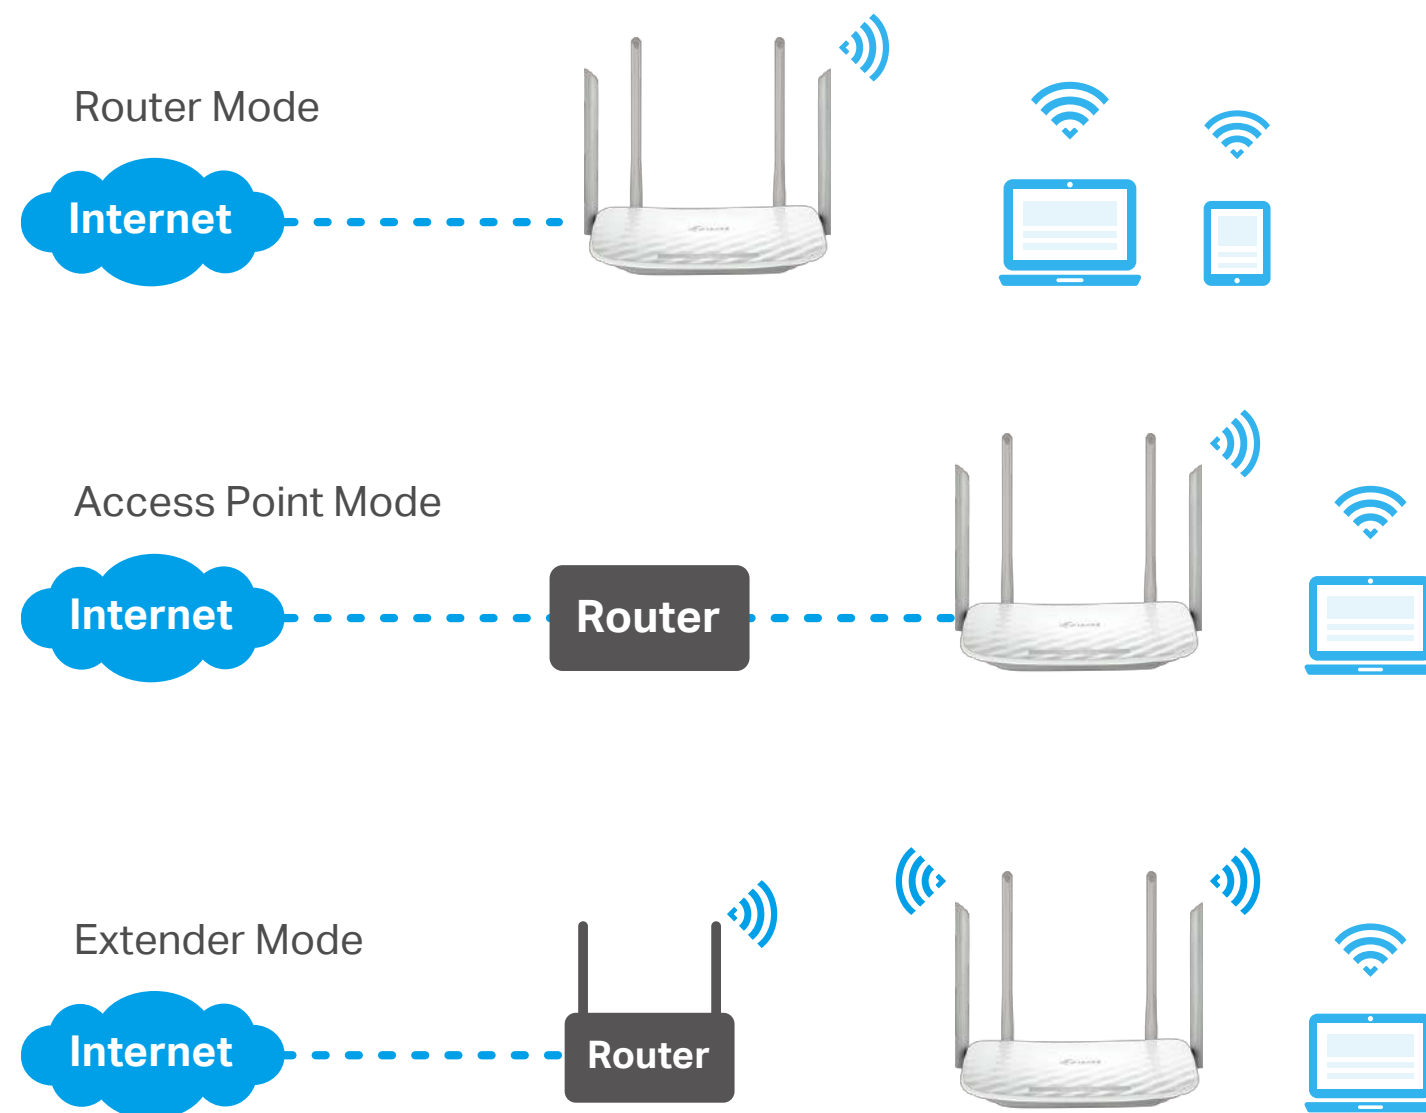 Router Mode
Internet
Access Point Mode
Internet
Router
Extender Mode
Internet
Router